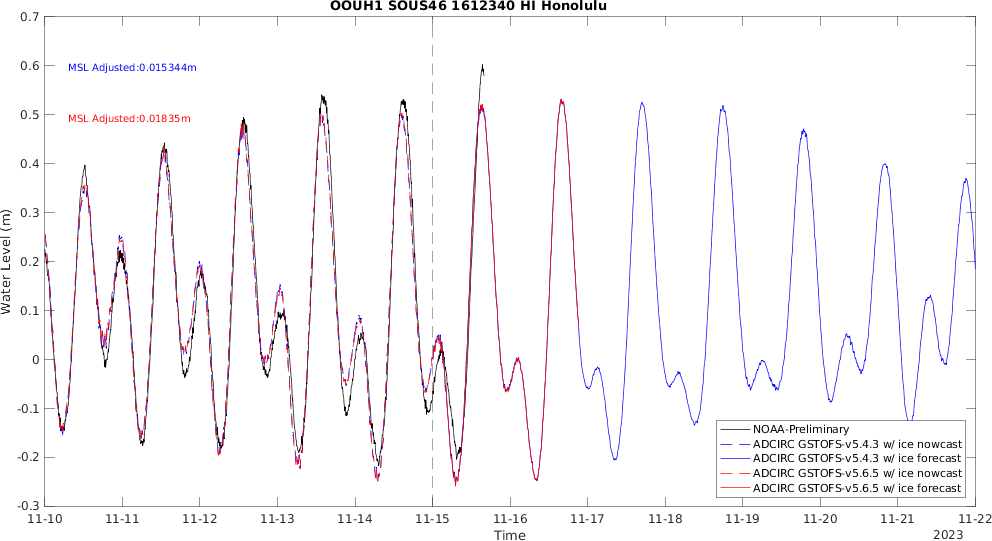 OOUH1 SOUS46 1612340 HI Honolulu
0.7
0.6
0.5
0.4
0.3
0.2
0.1
0
-0.1
-0.2
-0.3
Water Level (m)
MSL Adjusted:0.015344m
MSL Adjusted:0.01835m
NOAA-Preliminary
ADCIRC GSTOFS-v5.4.3 w/ ice nowcast
ADCIRC GSTOFS-v5.4.3 w/ ice forecast
ADCIRC GSTOFS-v5.6.5 w/ ice nowcast
ADCIRC GSTOFS-v5.6.5 w/ ice forecast
11-10 11-11 11-12 11-13 11-14 11-15 11-16 11-17 11-18 11-19 11-20 11-21 11-22
Time
2023